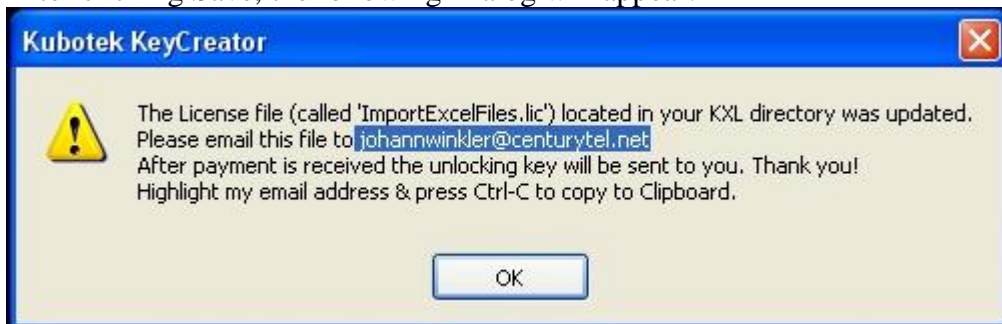 Kubotek KeyCreator
The License file (called 'ImportExcelFiles.lic') located in your KXL directory was updated.
Please email this file to johannwinkler@centurytel.net
After payment is received the unlocking key will be sent to you. Thank you!
Highlight my email address & press Ctrl-C to copy to Clipboard.
OK